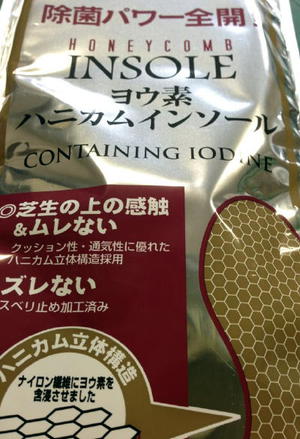 除菌パワー全開
HONEYCOMB
INSOLE
ヨウ素
ハニカムインソール
CONTAINING IODINE
◎芝生の上の感触
&ムレない
クッション性・通気性に優れた
ハニカム立体構造採用
ズレない
スベリ止め加工済み
ハニカム立体構造
ナイロン繊維にヨウ素を
含浸させました